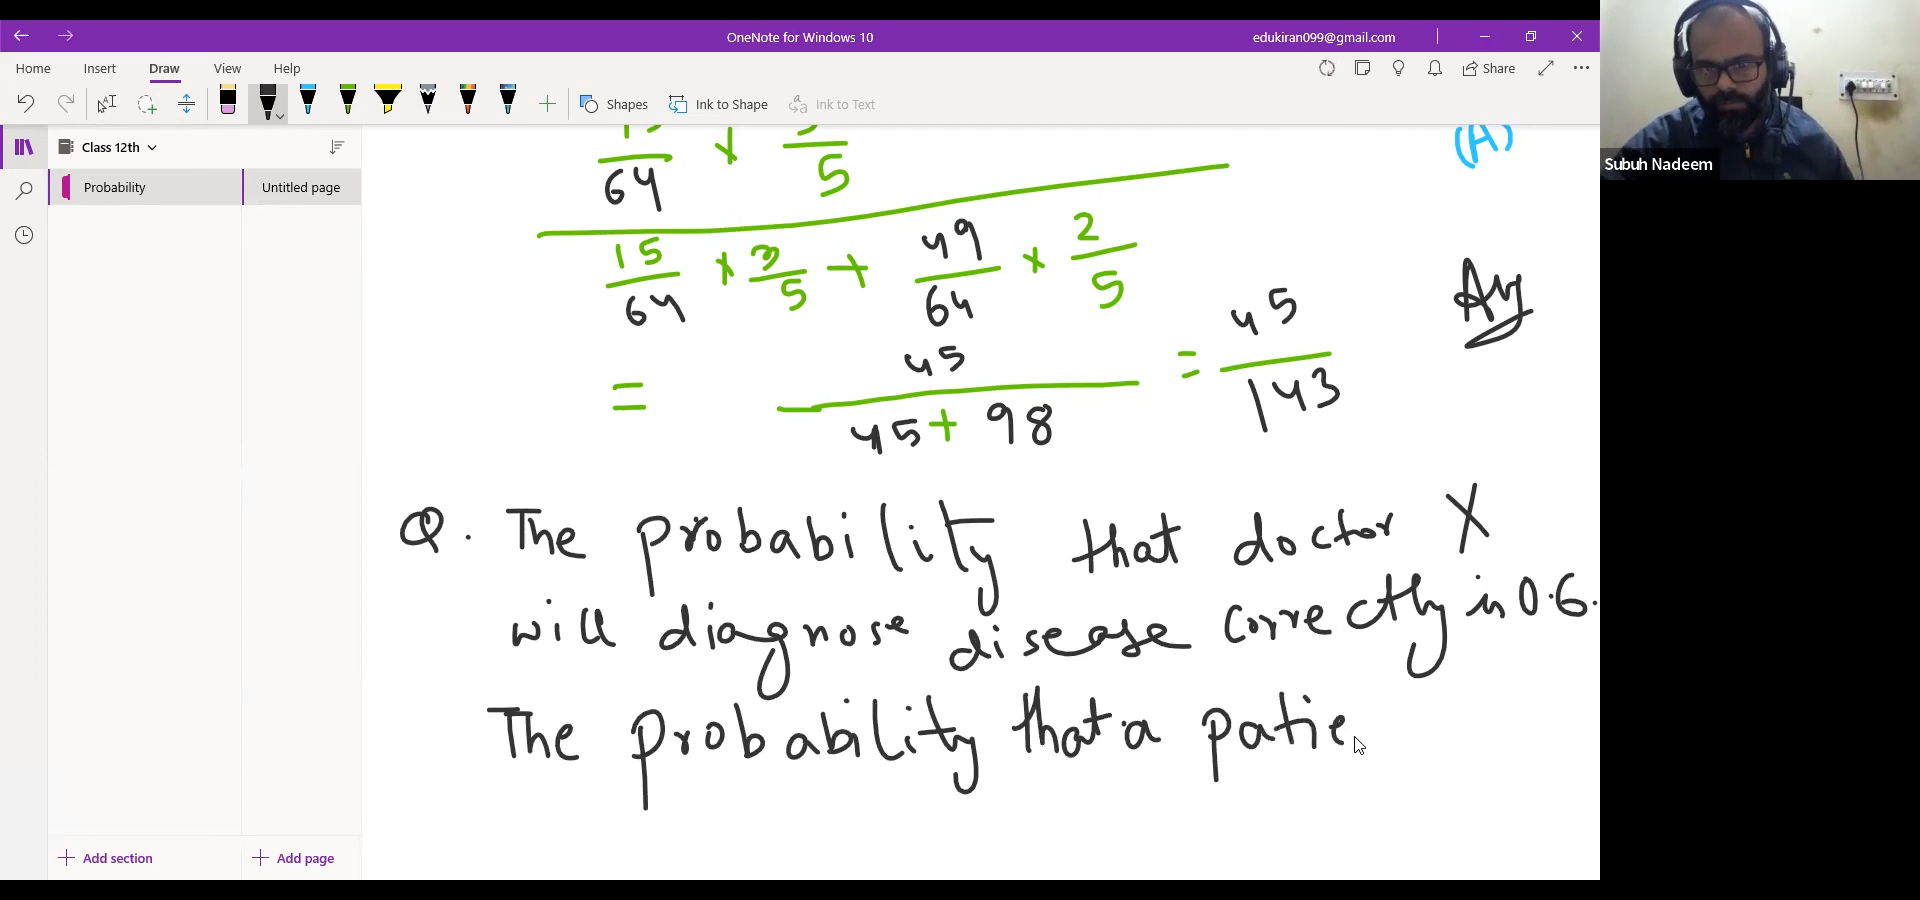 OneNote for Windows 10
edukiran099@gmail.com
Home Insert Draw View Help
Share
Shapes Ink to Shape Ink to Text
Class 12th
Probability
Untitled page
64 × 5
(A)
15/64 × 3/5 + 49/64 × 2/5
Ans
= 45/(45 + 98) = 45/143
Q. The probability that doctor X
will diagnose disease correctly is 0.6.
The probability that a patie
Add section
Add page
Subuh Nadeem